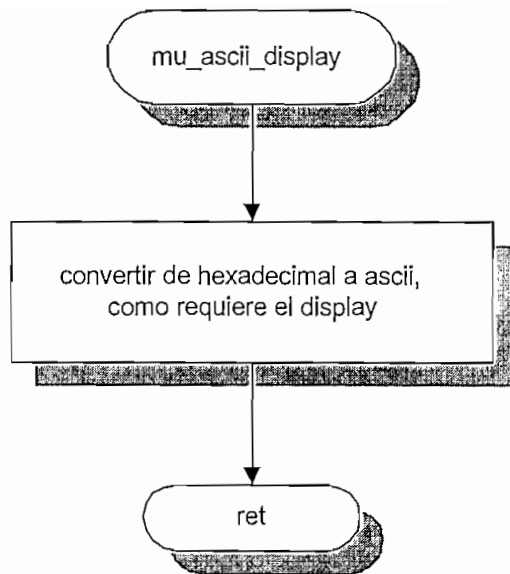 mu_ascii_display
convertir de hexadecimal a ascii,
como requiere el display
ret